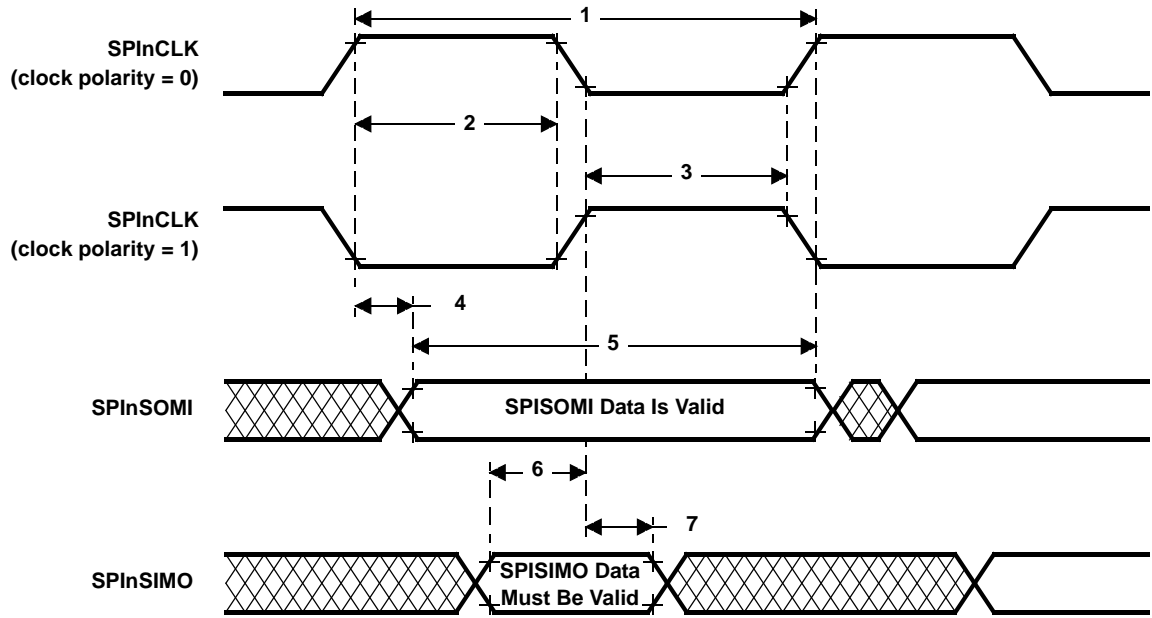 1
SPInCLK
(clock polarity = 0)
2
3
SPInCLK
(clock polarity = 1)
4
5
SPInSOMI
SPISOMI Data Is Valid
6
7
SPInSIMO
SPISIMO Data
Must Be Valid